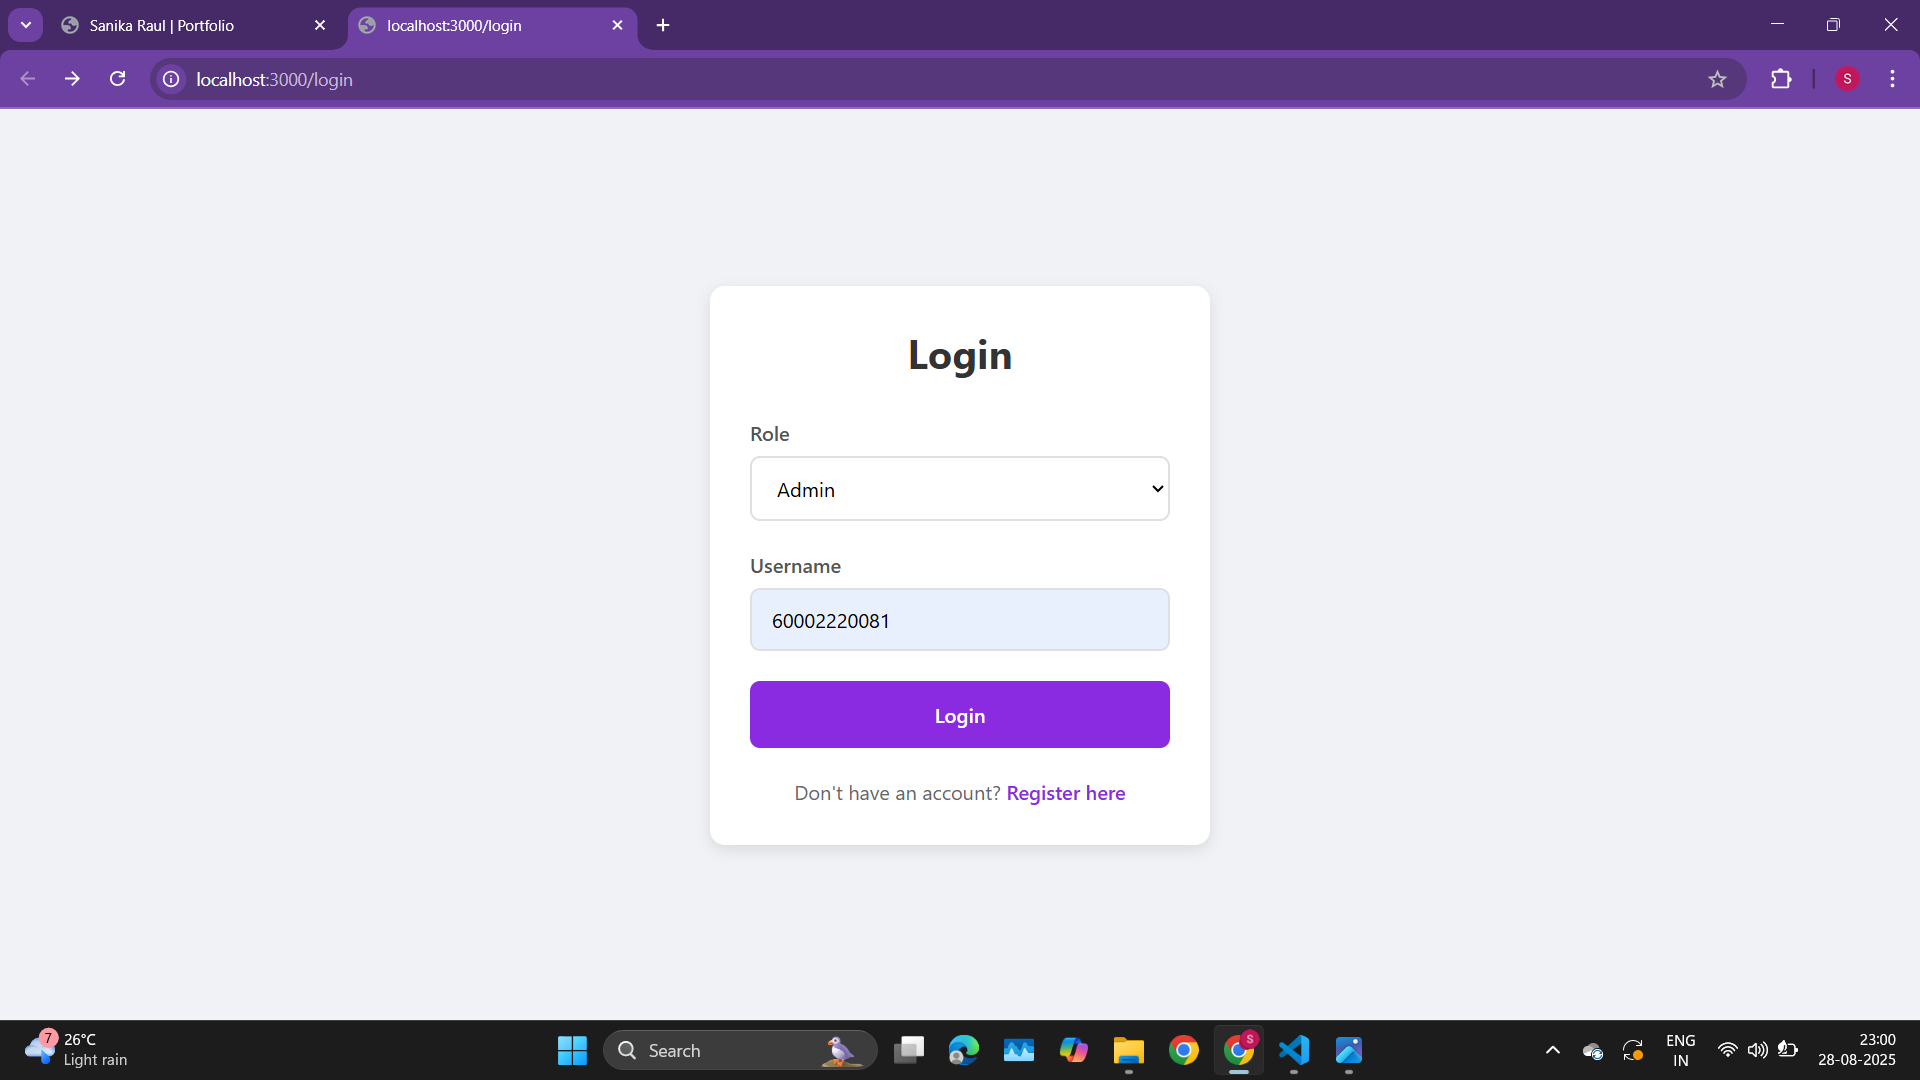 Sanika Raul | Portfolio
localhost:3000/login
localhost:3000/login
S
Login
Role
Admin
Username
60002220081
Login
Don't have an account? Register here
7
26°C
Light rain
Search
S
ENG
IN
23:00
28-08-2025